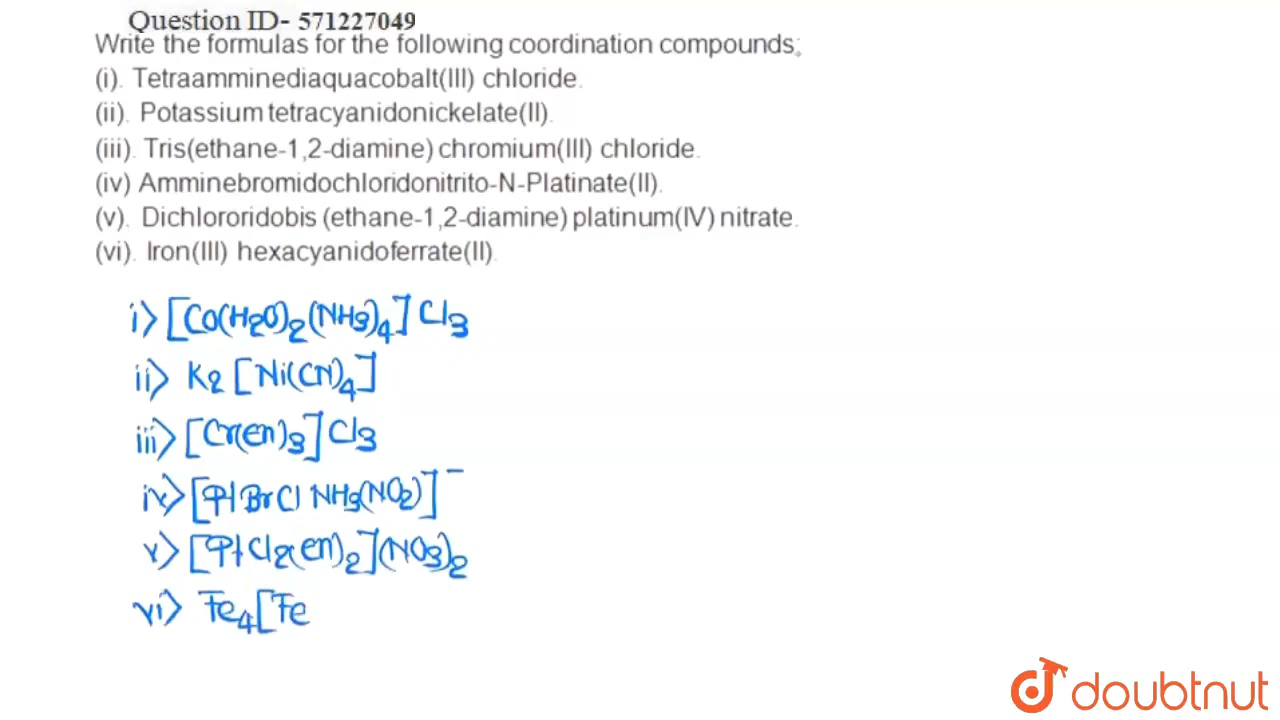 Question ID- 571227049
Write the formulas for the following coordination compounds;
(i). Tetraamminediaquacobalt(III) chloride.
(ii). Potassium tetracyanidonickelate(II).
(iii). Tris(ethane-1,2-diamine) chromium(III) chloride.
(iv) Amminebromidochloridonitrito-N-Platinate(II).
(v). Dichlororidobis (ethane-1,2-diamine) platinum(IV) nitrate.
(vi). Iron(III) hexacyanidoferrate(II).
i> [Co(H2O)2(NH3)4] Cl3
ii> K2 [Ni(CN)4]
iii> [Cr(en)3] Cl3
iv> [Pt Br Cl NH3(NO2)]⁻
v> [Pt Cl2(en)2](NO3)2
vi> Fe4[Fe
doubtnut